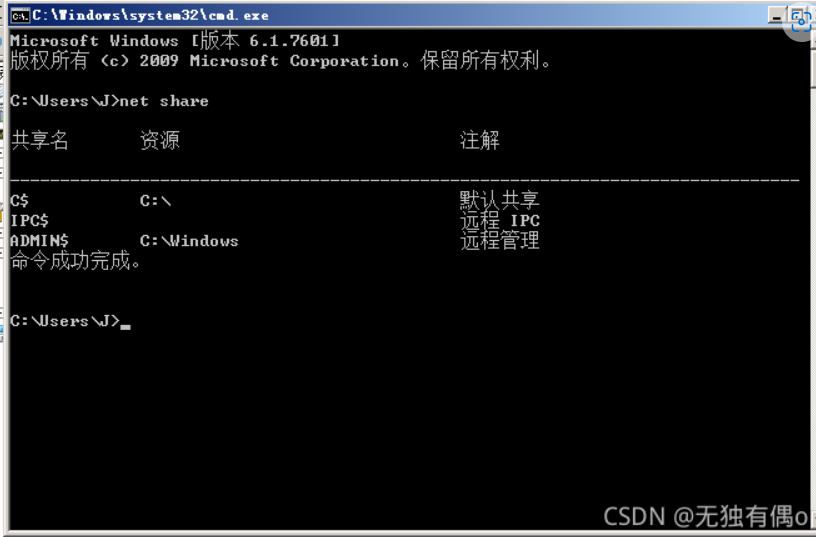 C:\Windows\system32\cmd.exe
Microsoft Windows [版本 6.1.7601]
版权所有 (c) 2009 Microsoft Corporation。保留所有权利。
C:\Users\J>net share
共享名 资源 注解
-------------------------------------------------------------------------------
C$ C:\ 默认共享
IPC$ 远程 IPC
ADMIN$ C:\Windows 远程管理
命令成功完成。
C:\Users\J>_
CSDN @无独有偶o